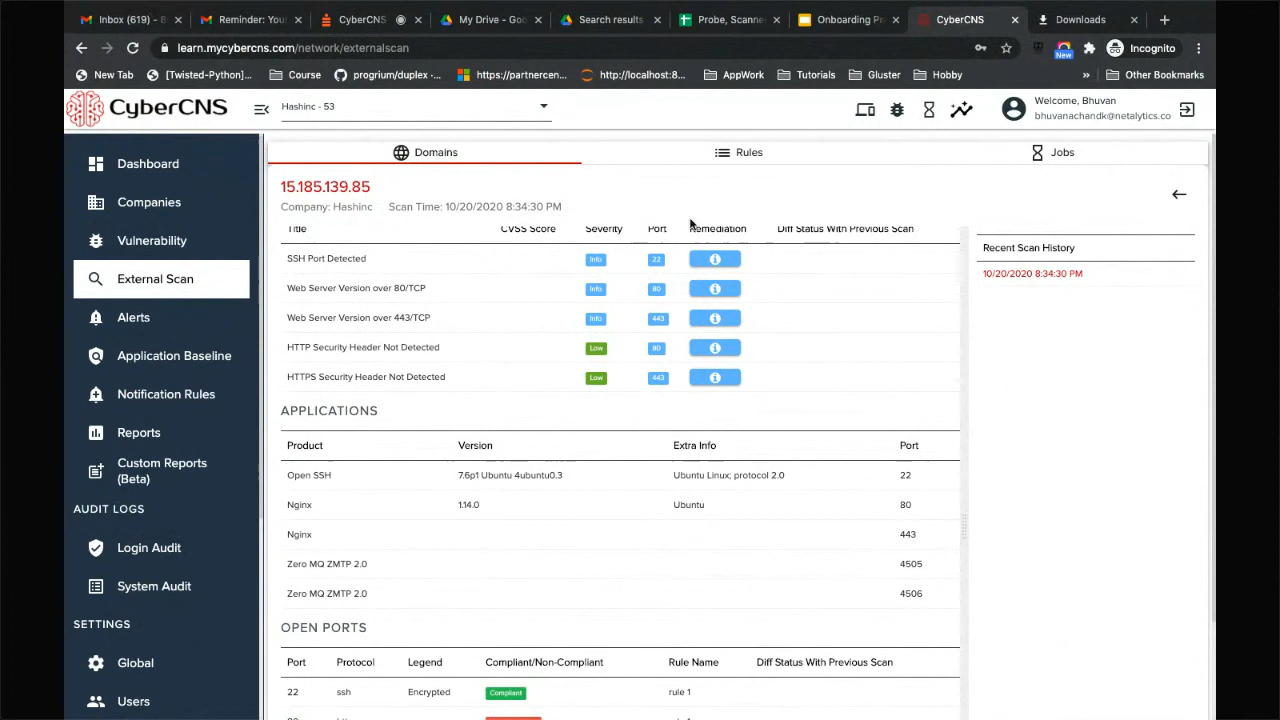 Inbox (619) - B
Reminder: You
CyberCNS
My Drive - Goo
Search results
Probe, Scanne
Onboarding Pre
CyberCNS
Downloads
learn.mycybercns.com/network/externalscan
Incognito
New
New Tab
[Twisted-Python]...
Course
progrium/duplex -...
https://partnercen...
http://localhost:8...
AppWork
Tutorials
Gluster
Hobby
»
Other Bookmarks
CyberCNS
Hashinc - 53
Welcome, Bhuvan
bhuvanachandk@netalytics.co
Dashboard
Companies
Vulnerability
External Scan
Alerts
Application Baseline
Notification Rules
Reports
Custom Reports
(Beta)
AUDIT LOGS
Login Audit
System Audit
SETTINGS
Global
Users
Domains
Rules
Jobs
15.185.139.85
Company: Hashinc Scan Time: 10/20/2020 8:34:30 PM
Title CVSS Score Severity Port Remediation Diff Status With Previous Scan
SSH Port Detected Info 22
Web Server Version over 80/TCP Info 80
Web Server Version over 443/TCP Info 443
HTTP Security Header Not Detected Low 80
HTTPS Security Header Not Detected Low 443
APPLICATIONS
Product Version Extra Info Port
Open SSH 7.6p1 Ubuntu 4ubuntu0.3 Ubuntu Linux; protocol 2.0 22
Nginx 1.14.0 Ubuntu 80
Nginx 443
Zero MQ ZMTP 2.0 4505
Zero MQ ZMTP 2.0 4506
OPEN PORTS
Port Protocol Legend Compliant/Non-Compliant Rule Name Diff Status With Previous Scan
22 ssh Encrypted Compliant rule 1
Recent Scan History
10/20/2020 8:34:30 PM